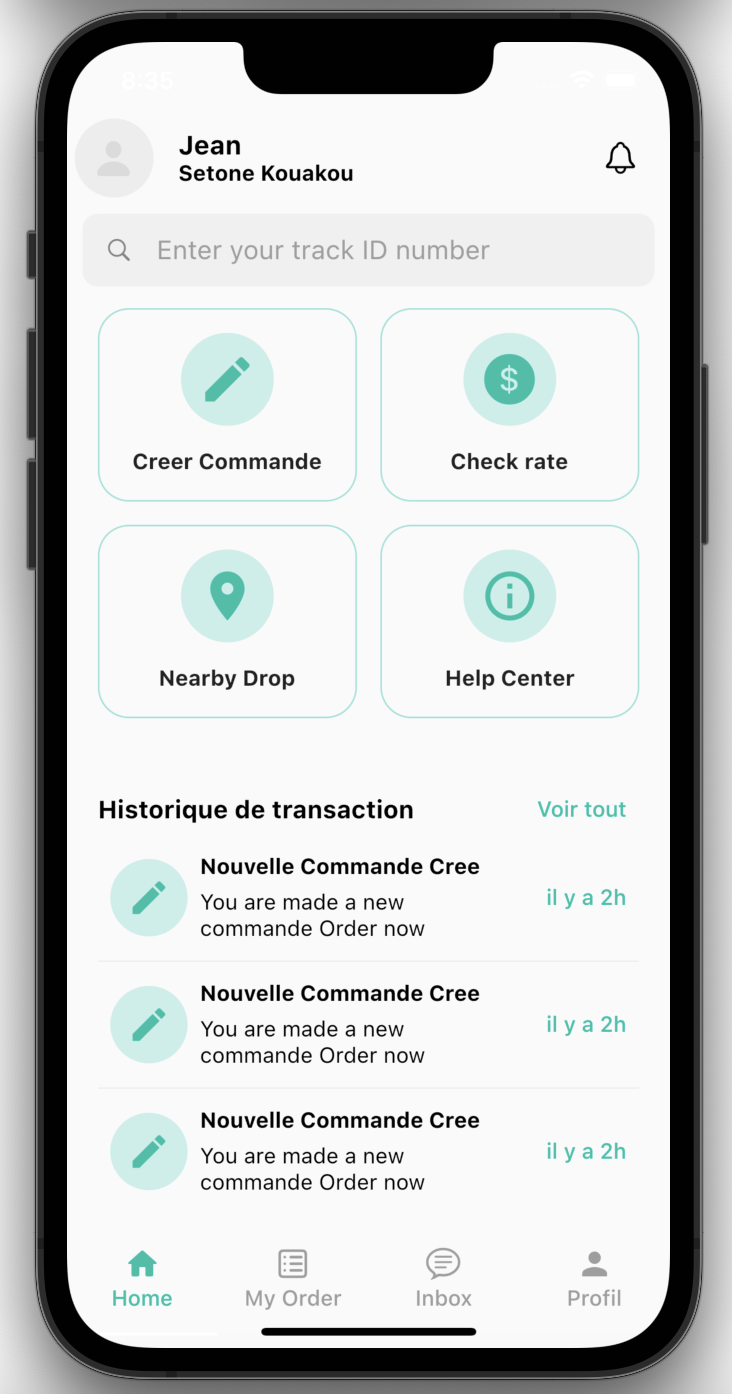 8:35
Jean
Setone Kouakou
Enter your track ID number
$
Creer Commande
Check rate
Nearby Drop
Help Center
Historique de transaction
Voir tout
Nouvelle Commande Cree
You are made a new
commande Order now
il y a 2h
Nouvelle Commande Cree
You are made a new
commande Order now
il y a 2h
Nouvelle Commande Cree
You are made a new
commande Order now
il y a 2h
Home
My Order
Inbox
Profil